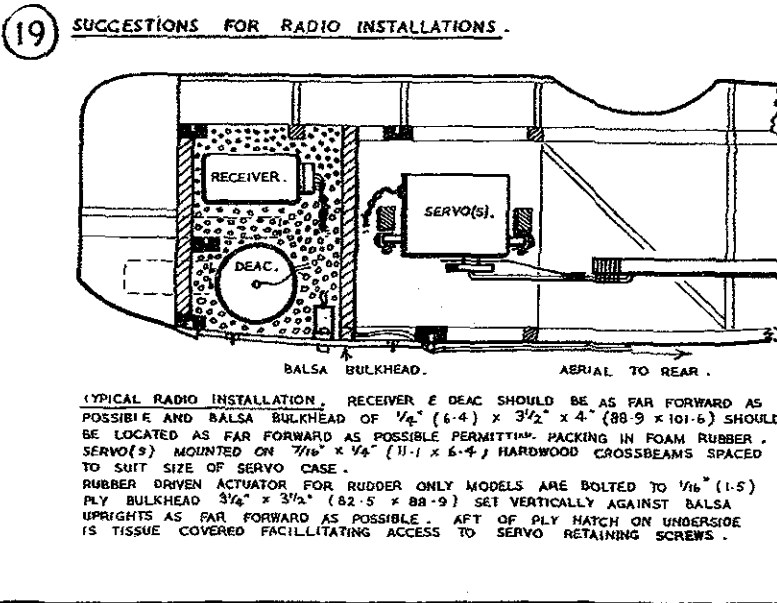 19 SUGGESTIONS FOR RADIO INSTALLATIONS.
RECEIVER.
SERVO(S).
DEAC.
BALSA BULKHEAD.
AERIAL TO REAR.
TYPICAL RADIO INSTALLATION. RECEIVER & DEAC SHOULD BE AS FAR FORWARD AS
POSSIBLE AND BALSA BULKHEAD OF 1/4" (6·4) x 3 1/2" x 4" (88·9 x 101·6) SHOULD
BE LOCATED AS FAR FORWARD AS POSSIBLE PERMITTING PACKING IN FOAM RUBBER.
SERVO(S) MOUNTED ON 7/16" x 1/4" (11·1 x 6·4) HARDWOOD CROSSBEAMS SPACED
TO SUIT SIZE OF SERVO CASE.
RUBBER DRIVEN ACTUATOR FOR RUDDER ONLY MODELS ARE BOLTED TO 1/16" (1·5)
PLY BULKHEAD 3 1/4" x 3 1/2" (82·5 x 88·9) SET VERTICALLY AGAINST BALSA
UPRIGHTS AS FAR FORWARD AS POSSIBLE. AFT OF PLY HATCH ON UNDERSIDE
IS TISSUE COVERED FACILLITATING ACCESS TO SERVO RETAINING SCREWS.